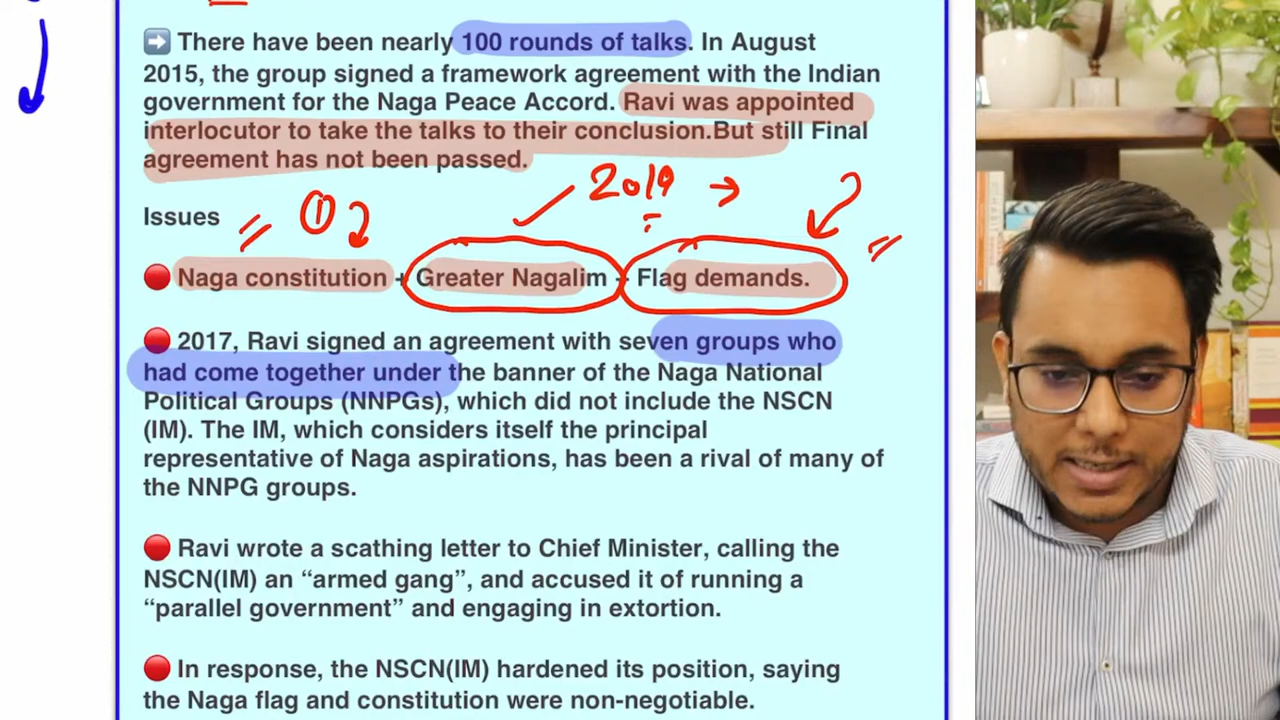 ➡️ There have been nearly 100 rounds of talks. In August
2015, the group signed a framework agreement with the Indian
government for the Naga Peace Accord. Ravi was appointed
interlocutor to take the talks to their conclusion.But still Final
agreement has not been passed.
2019 →
Issues
①
🔴 Naga constitution + Greater Nagalim + Flag demands.
🔴 2017, Ravi signed an agreement with seven groups who
had come together under the banner of the Naga National
Political Groups (NNPGs), which did not include the NSCN
(IM). The IM, which considers itself the principal
representative of Naga aspirations, has been a rival of many of
the NNPG groups.
🔴 Ravi wrote a scathing letter to Chief Minister, calling the
NSCN(IM) an “armed gang”, and accused it of running a
“parallel government” and engaging in extortion.
🔴 In response, the NSCN(IM) hardened its position, saying
the Naga flag and constitution were non-negotiable.